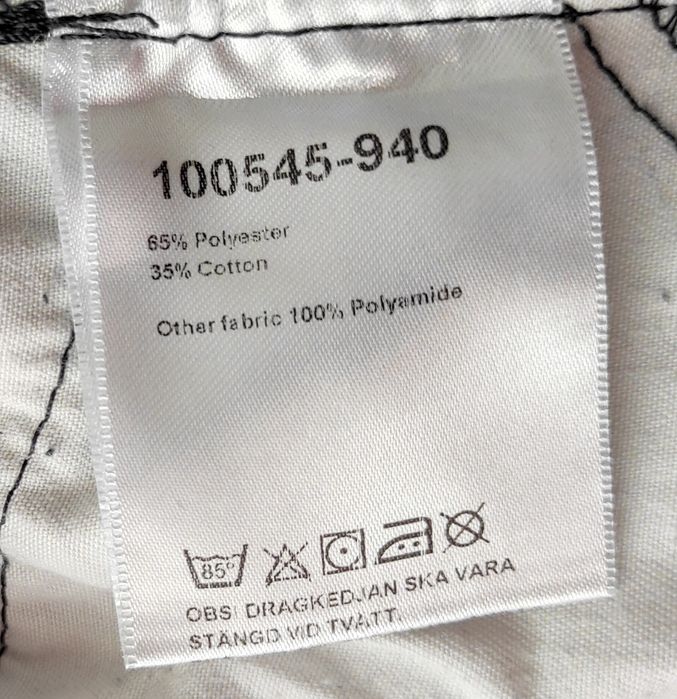 100545-940
65% Polyester
35% Cotton
Other fabric 100% Polyamide
85°
OBS DRAGKEDJAN SKA VARA
STÄNGD VID TVÄTT.